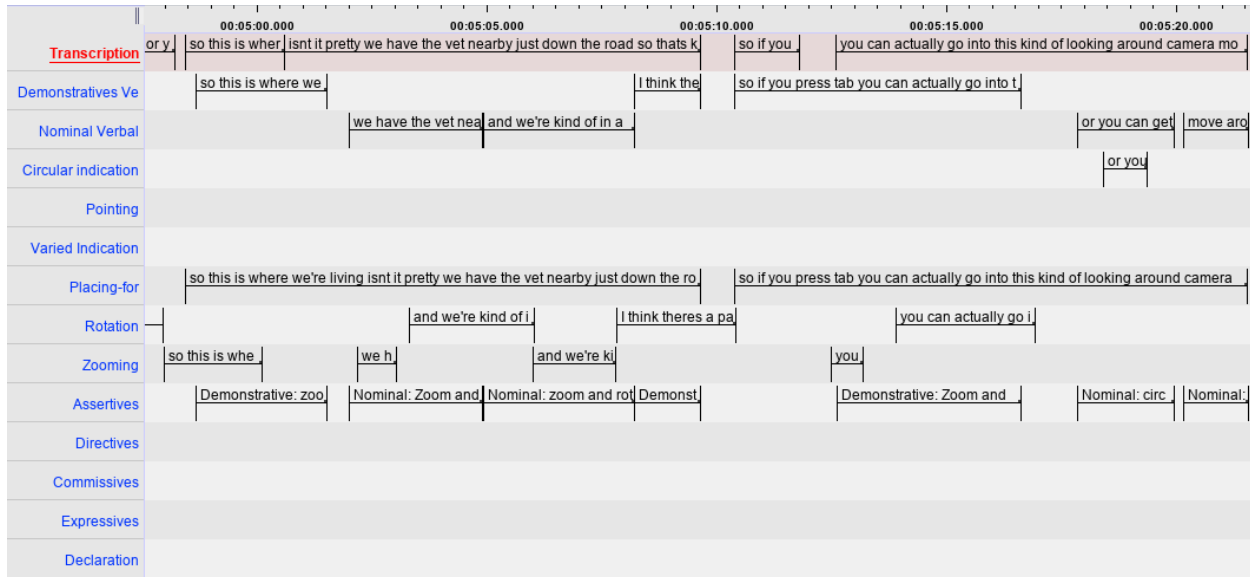 00:05:00.000 00:05:05.000 00:05:10.000 00:05:15.000 00:05:20.000
Transcription or y so this is wher isnt it pretty we have the vet nearby just down the road so thats k so if you you can actually go into this kind of looking around camera mo
Demonstratives Ve so this is where we I think the so if you press tab you can actually go into t
Nominal Verbal we have the vet nea and we're kind of in a or you can get move aro
Circular indication or you
Pointing
Varied Indication
Placing-for so this is where we're living isnt it pretty we have the vet nearby just down the ro so if you press tab you can actually go into this kind of looking around camera
Rotation and we're kind of i I think theres a pa you can actually go i
Zooming so this is whe we h and we're ki you
Assertives Demonstrative: zoo Nominal: Zoom and Nominal: zoom and rot Demonst Demonstrative: Zoom and Nominal: circ Nominal:
Directives
Commissives
Expressives
Declaration